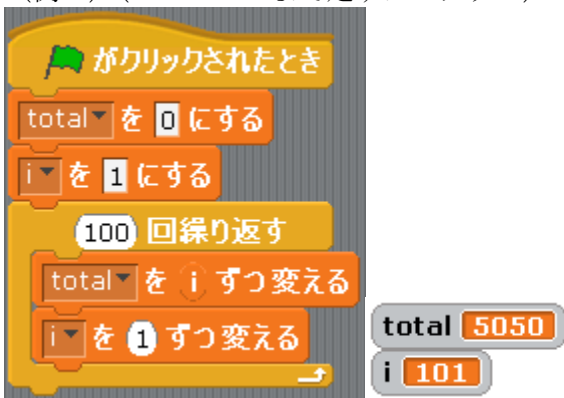 がクリックされたとき
total を 0 にする
i を 1 にする
100 回繰り返す
total を i ずつ変える
i を 1 ずつ変える
total 5050
i 101